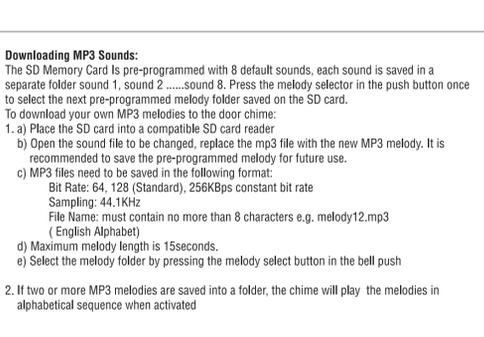 Downloading MP3 Sounds:
The SD Memory Card Is pre-programmed with 8 default sounds, each sound is saved in a
separate folder sound 1, sound 2 ......sound 8. Press the melody selector in the push button once
to select the next pre-programmed melody folder saved on the SD card.
To download your own MP3 melodies to the door chime:
1. a) Place the SD card into a compatible SD card reader
b) Open the sound file to be changed, replace the mp3 file with the new MP3 melody. It is
recommended to save the pre-programmed melody for future use.
c) MP3 files need to be saved in the following format:
Bit Rate: 64, 128 (Standard), 256KBps constant bit rate
Sampling: 44.1KHz
File Name: must contain no more than 8 characters e.g. melody12.mp3
( English Alphabet)
d) Maximum melody length is 15seconds.
e) Select the melody folder by pressing the melody select button in the bell push
2. If two or more MP3 melodies are saved into a folder, the chime will play the melodies in
alphabetical sequence when activated